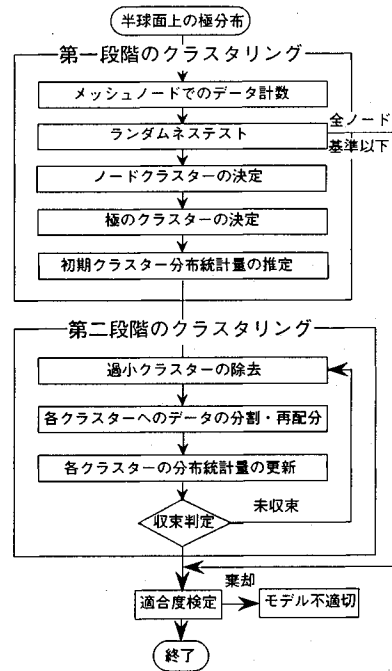 半球面上の極分布
第一段階のクラスタリング
メッシュノードでのデータ計数
ランダムネステスト
全ノード
基準以下
ノードクラスターの決定
極のクラスターの決定
初期クラスター分布統計量の推定
第二段階のクラスタリング
過小クラスターの除去
各クラスターへのデータの分割・再配分
各クラスターの分布統計量の更新
収束判定
未収束
適合度検定
棄却
モデル不適切
終了